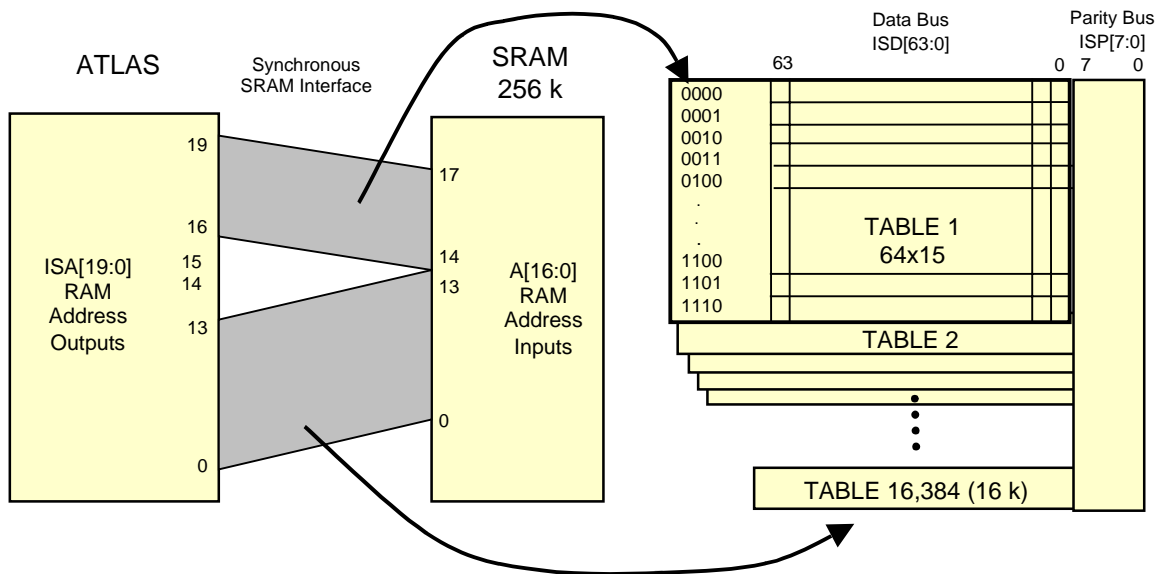 ATLAS
Synchronous
SRAM Interface
SRAM
256 k
19
16
15
14
13
0
ISA[19:0]
RAM
Address
Outputs
17
14
13
0
A[16:0]
RAM
Address
Inputs
Data Bus
ISD[63:0]
Parity Bus
ISP[7:0]
63
0
7
0
0000
0001
0010
0011
0100
.
.
.
1100
1101
1110
TABLE 1
64x15
TABLE 2
TABLE 16,384 (16 k)